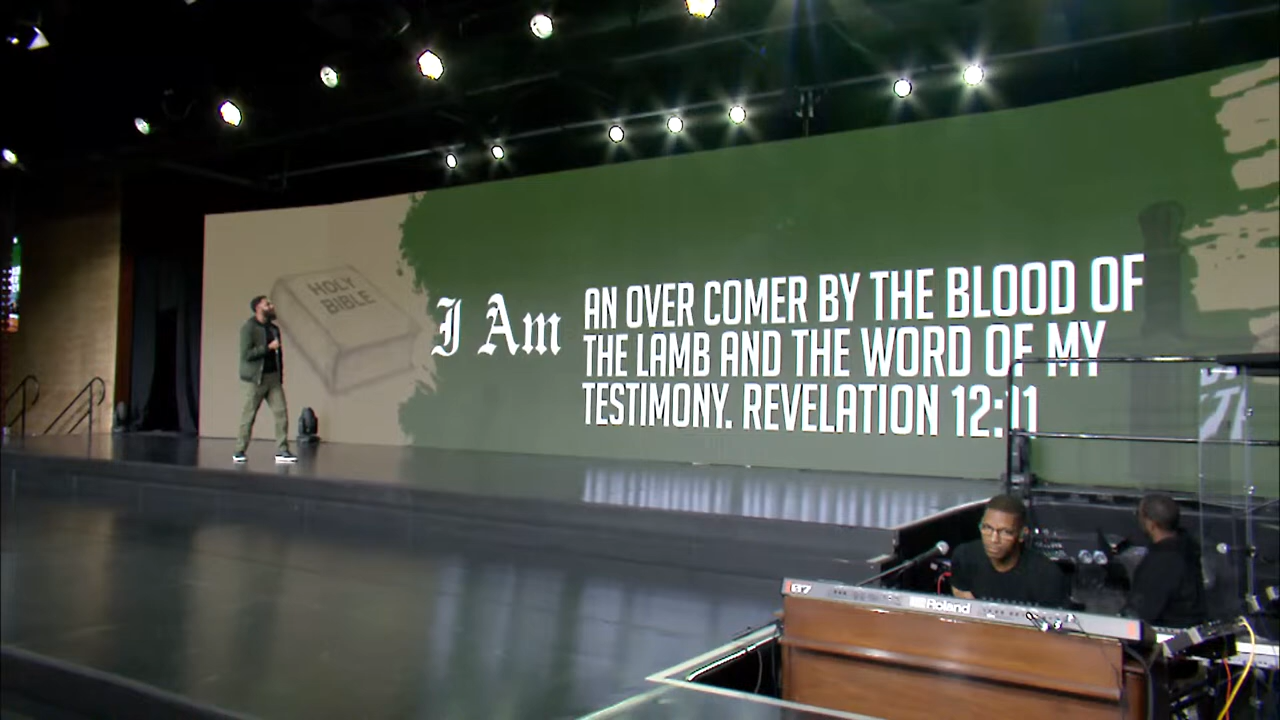 HOLY
BIBLE
I Am
AN OVER COMER BY THE BLOOD OF
THE LAMB AND THE WORD OF MY
TESTIMONY. REVELATION 12:11
Roland